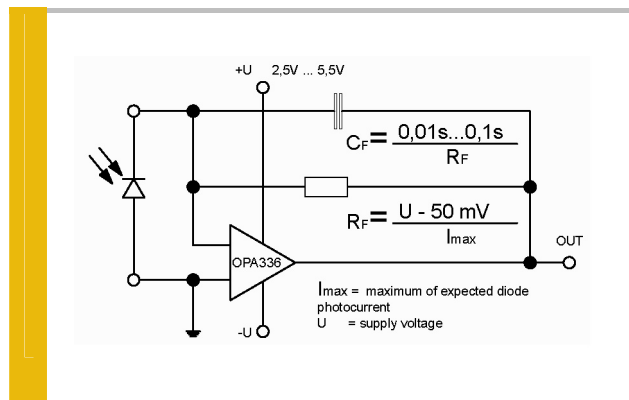 +U 2,5V ... 5,5V
CF= 0,01s...0,1s
RF
RF= U - 50 mV
Imax
OUT
OPA336
Imax = maximum of expected diode
photocurrent
U = supply voltage
-U